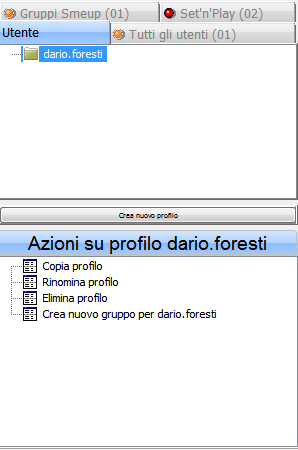 Gruppi Smeup (01)
Set'n'Play (02)
Utente
Tutti gli utenti (01)
dario.foresti
Crea nuovo profilo
Azioni su profilo dario.foresti
Copia profilo
Rinomina profilo
Elimina profilo
Crea nuovo gruppo per dario.foresti